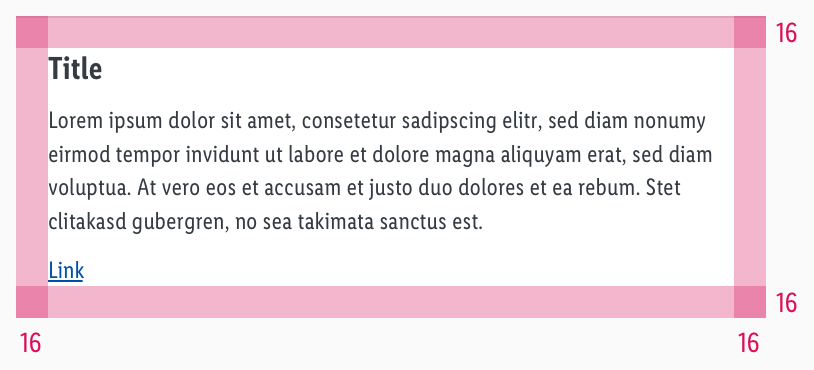 16
Title
Lorem ipsum dolor sit amet, consetetur sadipscing elitr, sed diam nonumy
eirmod tempor invidunt ut labore et dolore magna aliquyam erat, sed diam
voluptua. At vero eos et accusam et justo duo dolores et ea rebum. Stet
clitakasd gubergren, no sea takimata sanctus est.
Link
16
16 16